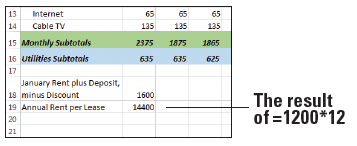 13 Internet 65 65 65
14 Cable TV 135 135 135
15 Monthly Subtotals 2375 1875 1865
16 Utilities Subtotals 635 635 625
17
January Rent plus Deposit,
18 minus Discount 1600
19 Annual Rent per Lease 14400
20
21
The result
of =1200*12